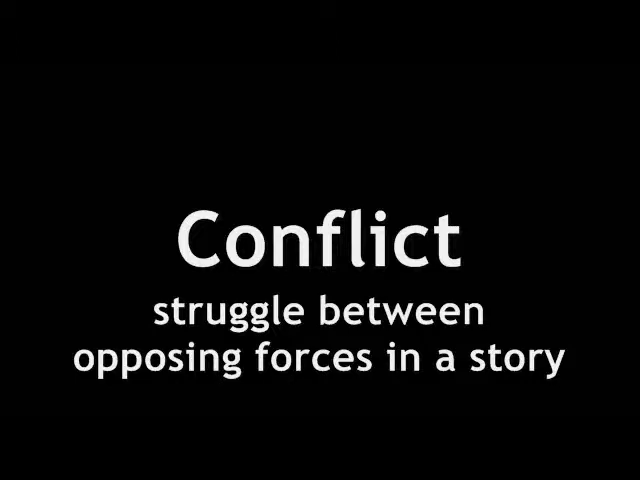 Conflict
struggle between
opposing forces in a story